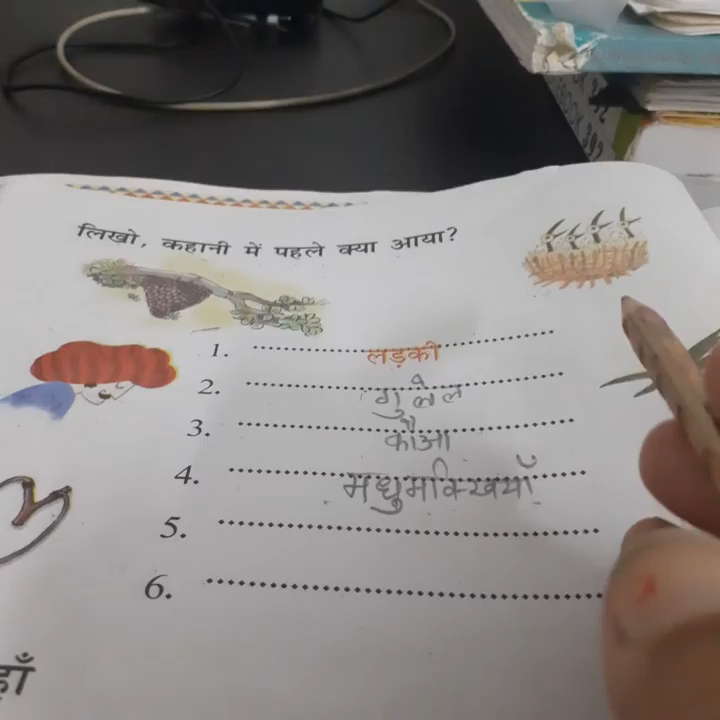 लिखो, कहानी में पहले क्या आया?
1. लड़की
2. गुलेल
3. कौआ
4. मधुमक्खियाँ
5.
6.
हाँ